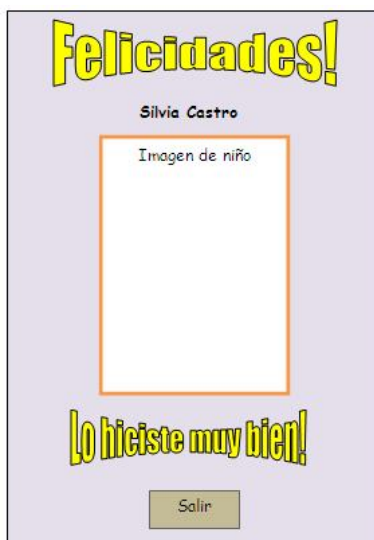 Felicidades!
Silvia Castro
Imagen de niño
Lo hiciste muy bien!
Salir